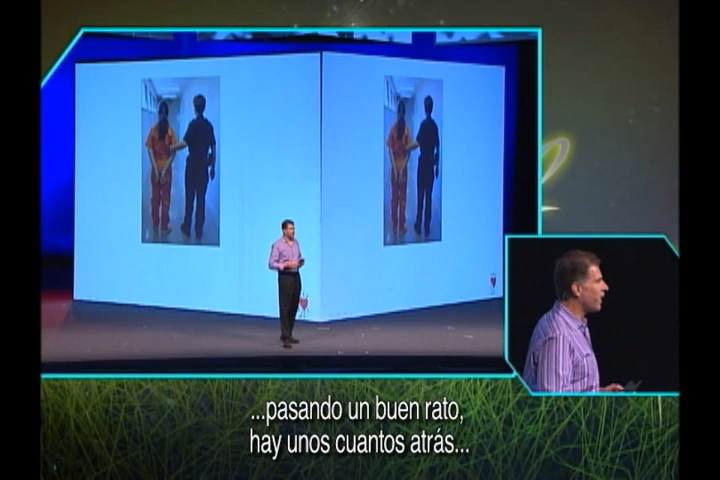 ...pasando un buen rato,
hay unos cuantos atrás...